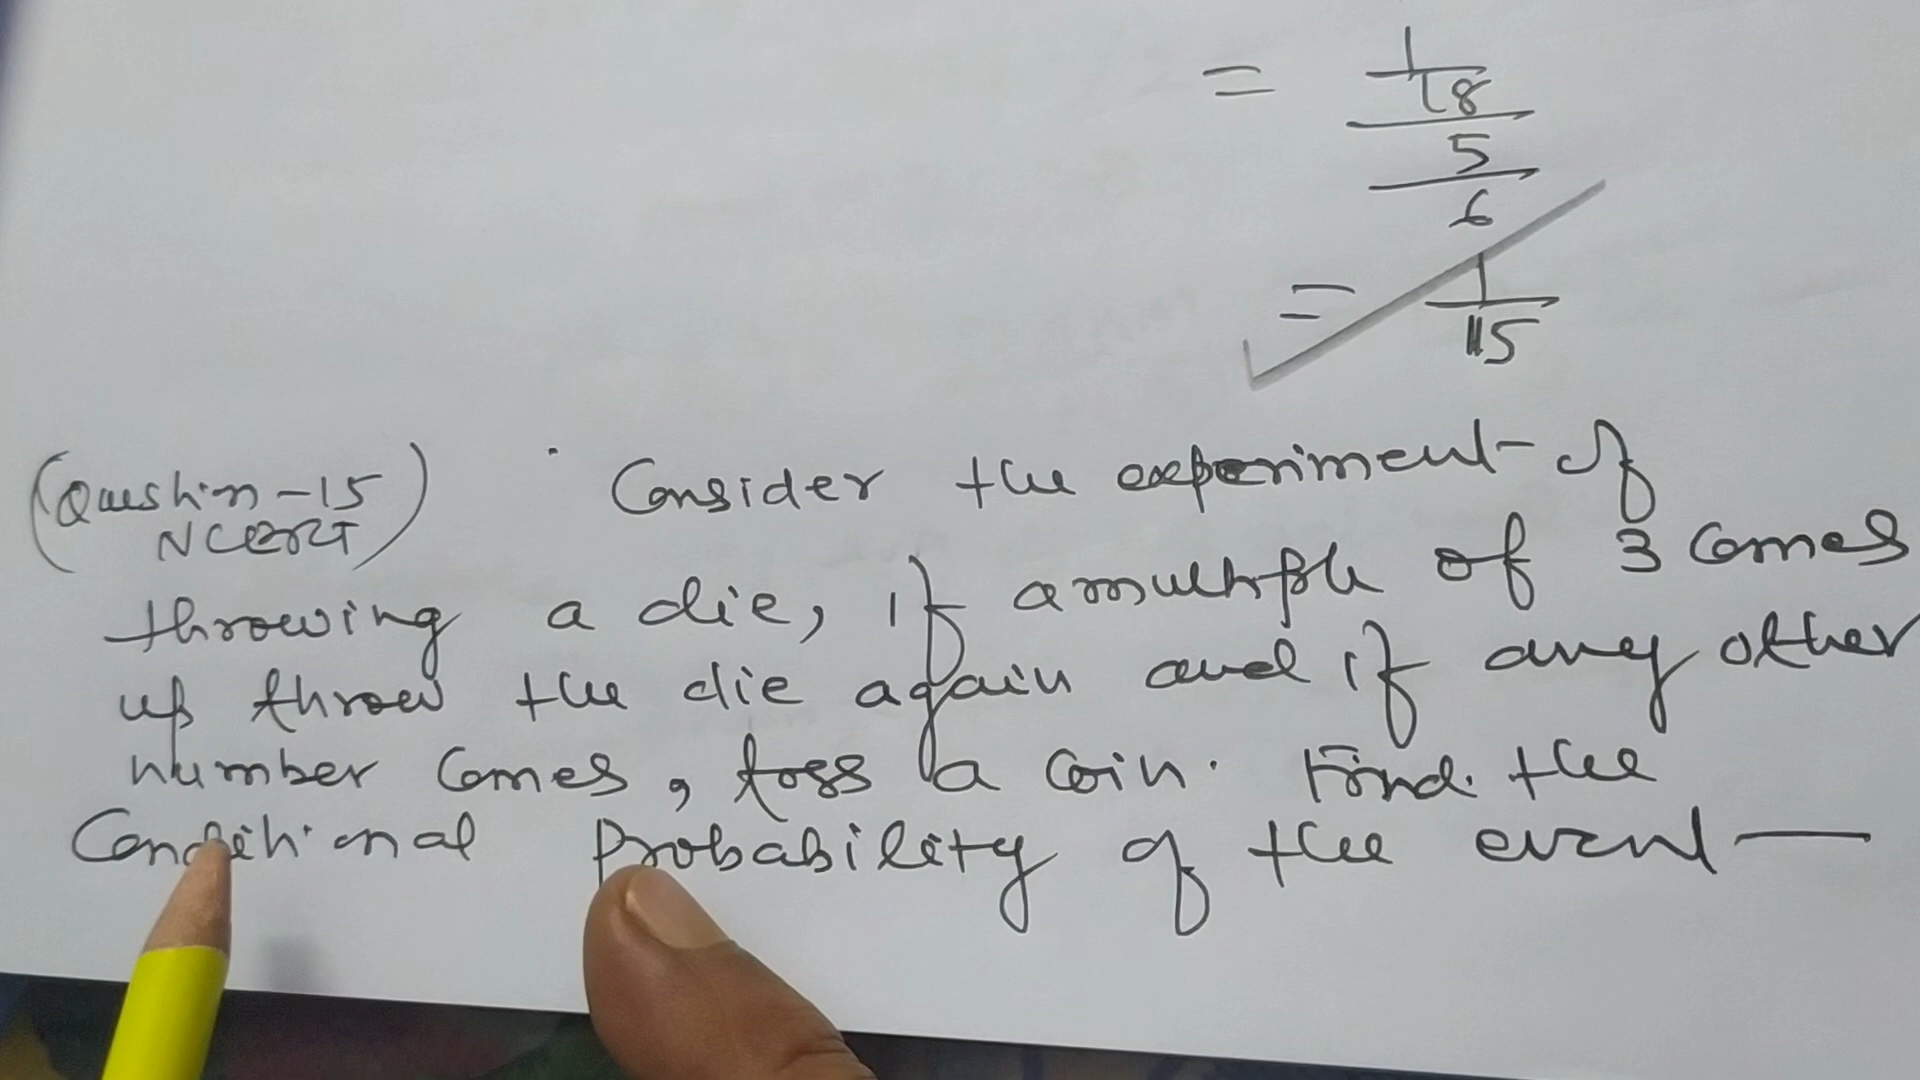 = 1/18
5
6
= 1/15
(Question-15 NCERT) Consider the experiment of
throwing a die, if a multiple of 3 comes
up throw the die again and if any other
number comes, toss a coin. Find the
Conditional Probability of the event —